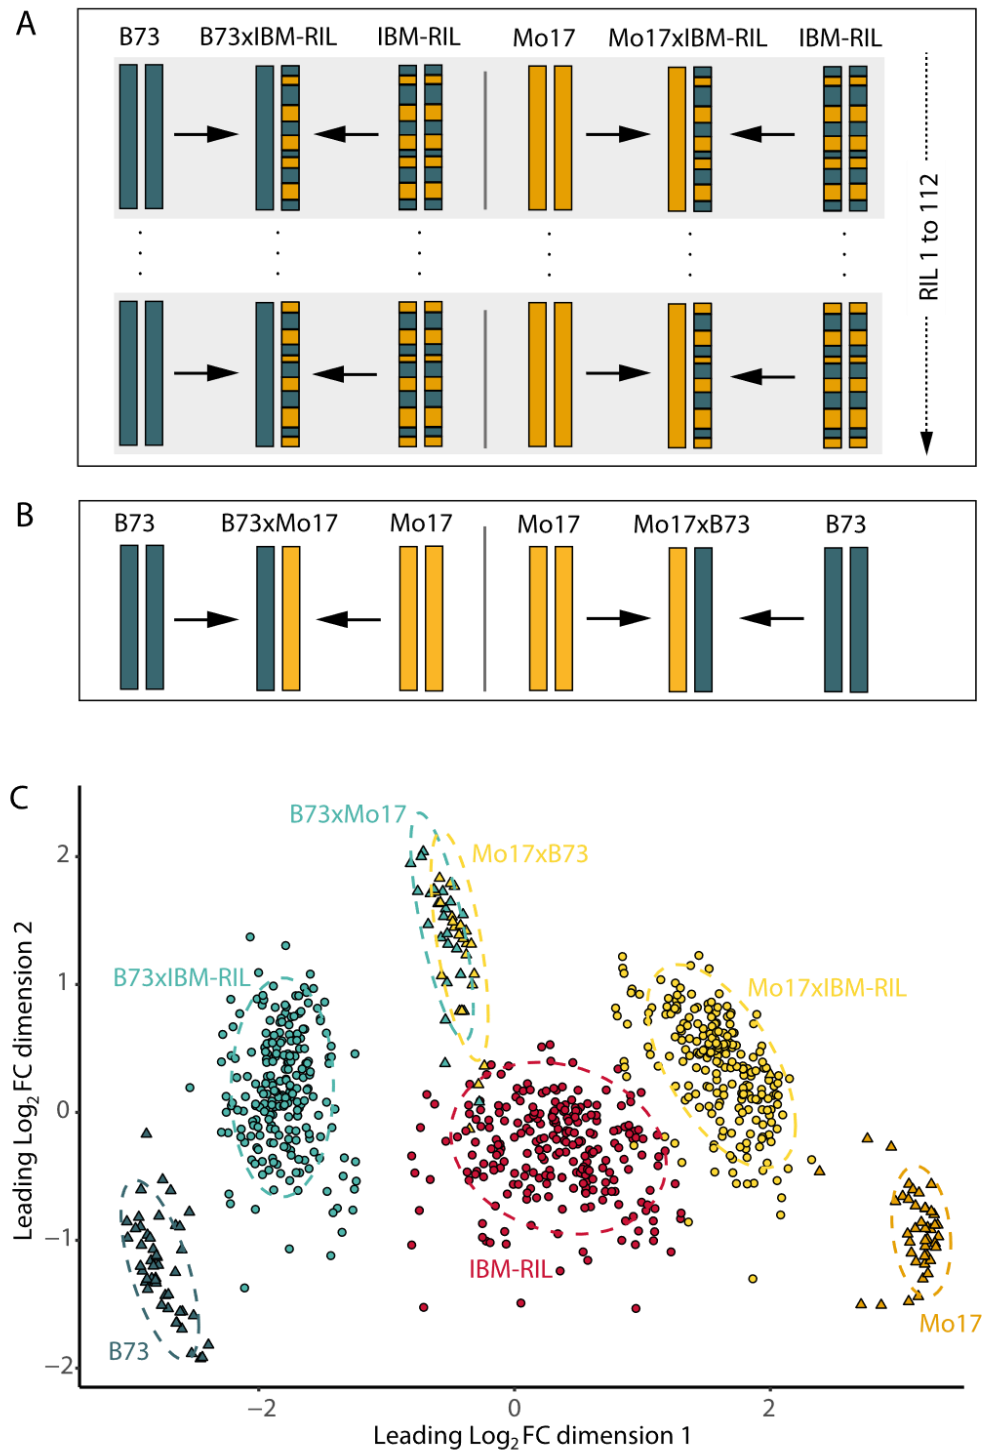 A
B73 B73xIBM-RIL IBM-RIL Mo17 Mo17xIBM-RIL IBM-RIL
RIL 1 to 112
B
B73 B73xMo17 Mo17 Mo17 Mo17xB73 B73
C
B73xMo17
Mo17xB73
B73xIBM-RIL
Mo17xIBM-RIL
IBM-RIL
B73
Mo17
Leading Log2 FC dimension 2
2
1
0
−1
−2
−2 0 2
Leading Log2 FC dimension 1